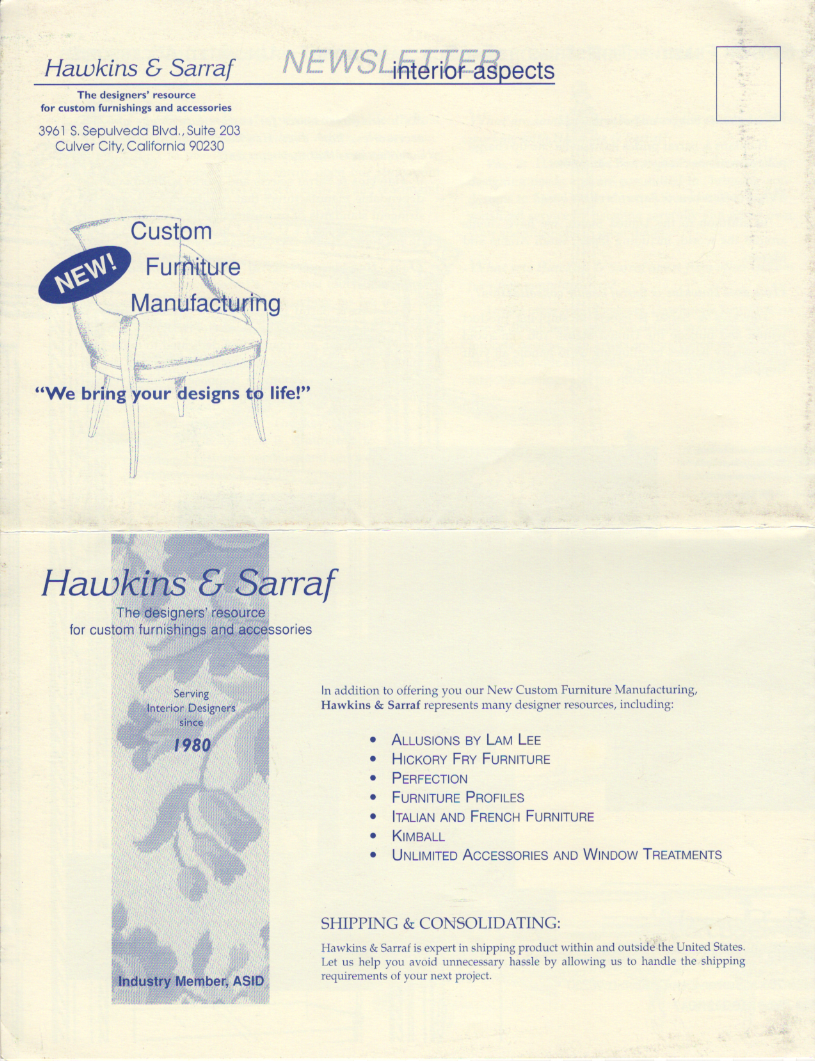 Hawkins & Sarraf
The designers' resource
for custom furnishings and accessories
3961 S. Sepulveda Blvd., Suite 203
Culver City, California 90230
NEWSLETTER
interior aspects
NEW!
Custom
Furniture
Manufacturing
“We bring your designs to life!”
Hawkins & Sarraf
The designers' resource
for custom furnishings and accessories
Serving
Interior Designers
since
1980
Industry Member, ASID
In addition to offering you our New Custom Furniture Manufacturing,
Hawkins & Sarraf represents many designer resources, including:
• ALLUSIONS BY LAM LEE
• HICKORY FRY FURNITURE
• PERFECTION
• FURNITURE PROFILES
• ITALIAN AND FRENCH FURNITURE
• KIMBALL
• UNLIMITED ACCESSORIES AND WINDOW TREATMENTS
SHIPPING & CONSOLIDATING:
Hawkins & Sarraf is expert in shipping product within and outside the United States.
Let us help you avoid unnecessary hassle by allowing us to handle the shipping
requirements of your next project.